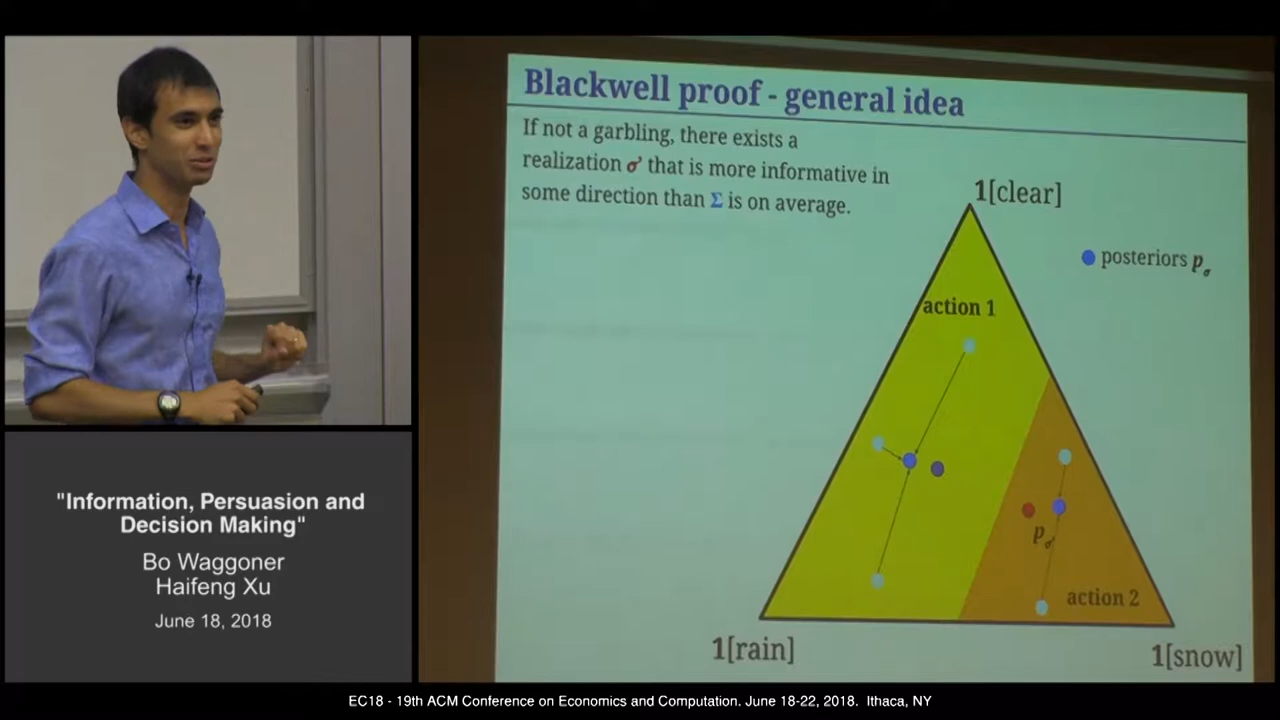 Blackwell proof - general idea
If not a garbling, there exists a
realization σ' that is more informative in
some direction than Σ is on average.
1[clear]
posteriors pσ
action 1
pσ'
action 2
1[rain]
1[snow]
"Information, Persuasion and
Decision Making"
Bo Waggoner
Haifeng Xu
June 18, 2018
EC18 - 19th ACM Conference on Economics and Computation. June 18-22, 2018. Ithaca, NY